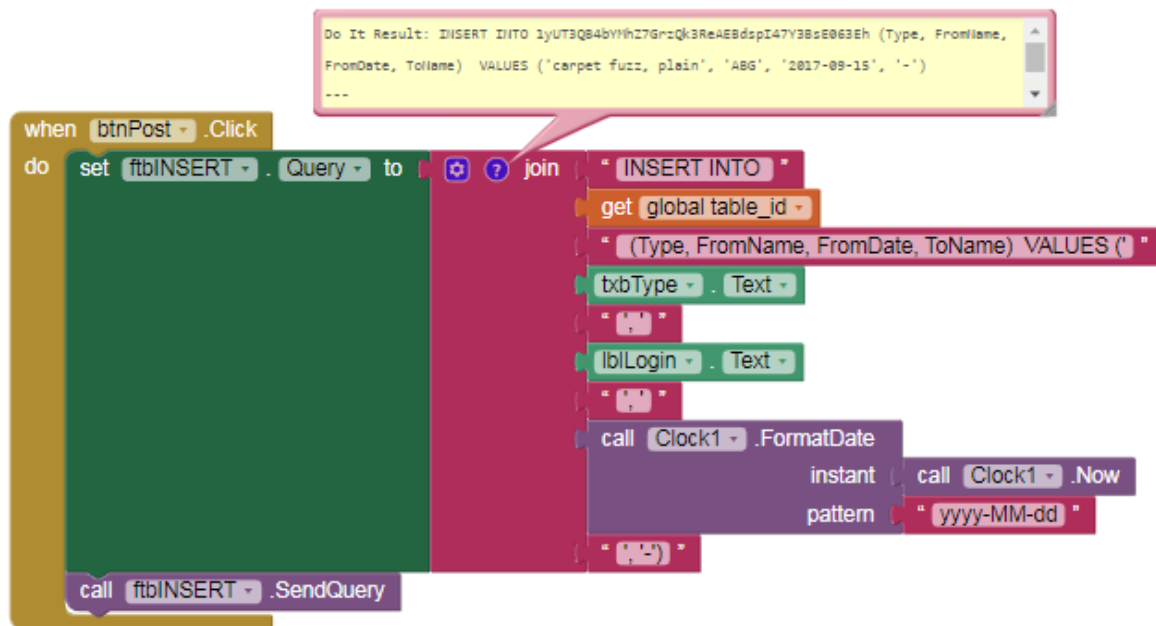 Do It Result: INSERT INTO 1yUT3QB4bYMhZ7GrzQk3ReAEBdspI47Y3BsE063Eh (Type, FromName,
FromDate, ToName)  VALUES ('carpet fuzz, plain', 'ABG', '2017-09-15', '-')
---
when btnPost .Click
do set ftbINSERT . Query to ? join “ INSERT INTO ”
get global table_id
“ (Type, FromName, FromDate, ToName)  VALUES (' ”
txbType . Text
“ ',' ”
lblLogin . Text
“ ',' ”
call Clock1 .FormatDate
instant call Clock1 .Now
pattern “ yyyy-MM-dd ”
“ ', '-') ”
call ftbINSERT .SendQuery